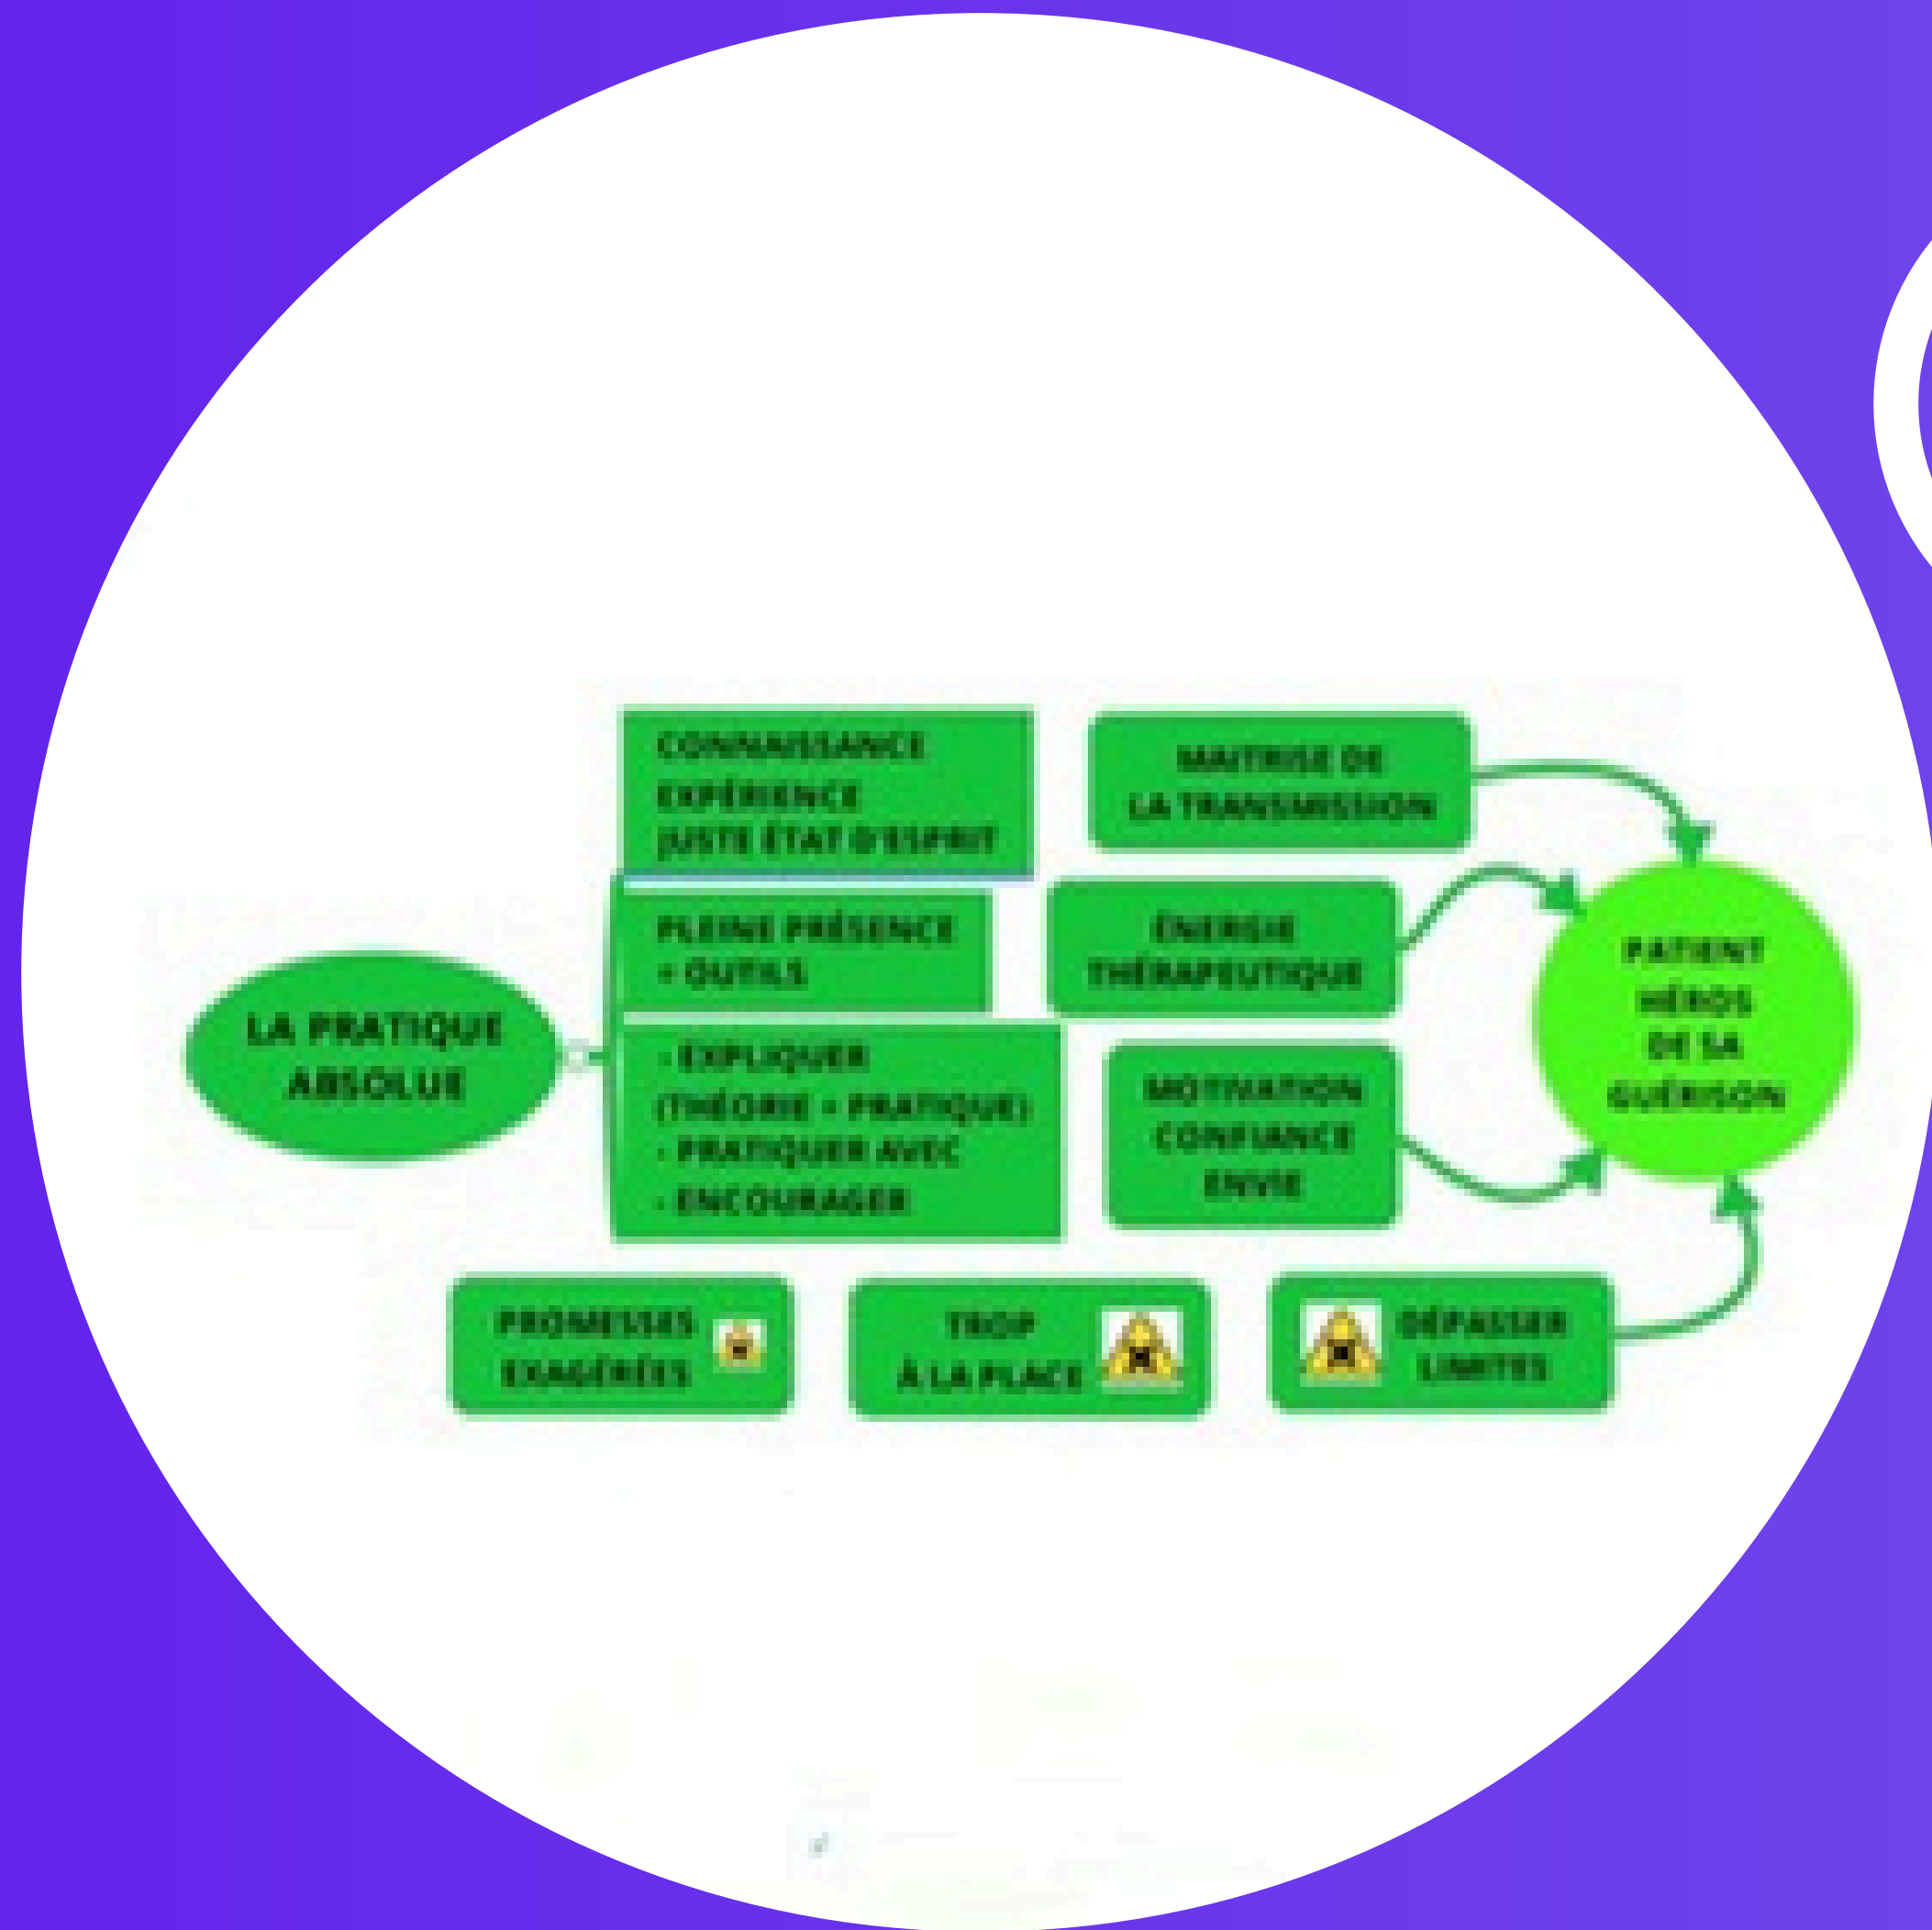 LA PRATIQUE
ABSOLUE
CONNAISSANCE
EXPÉRIENCE
JUSTE ÉTAT D'ESPRIT
MAITRISE DE
LA TRANSMISSION
PLEINE PRÉSENCE
+ OUTILS
ÉNERGIE
THÉRAPEUTIQUE
- EXPLIQUER
(THÉORIE + PRATIQUE)
- PRATIQUER AVEC
- ENCOURAGER
MOTIVATION
CONFIANCE
ENVIE
PATIENT
HÉROS
DE SA
GUÉRISON
PROMESSES
EXAGÉRÉES
TROP
À LA PLACE
DÉPASSER
LIMITES